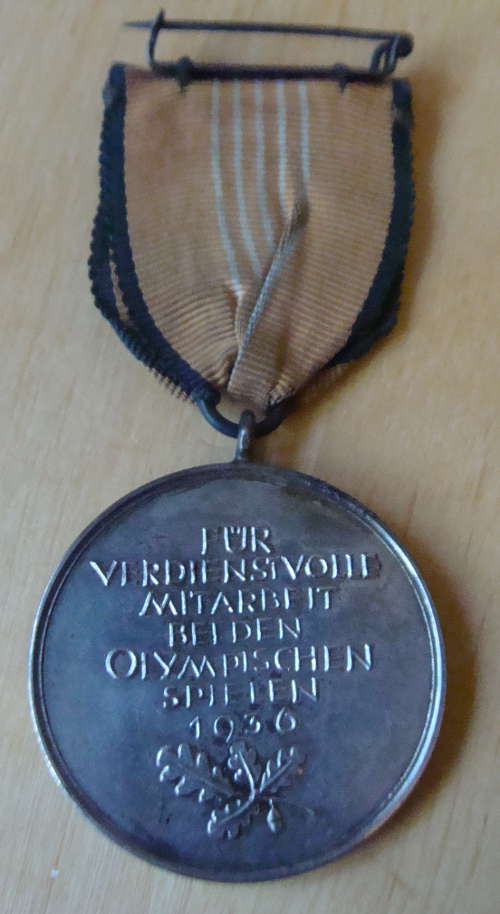 FÜR
VERDIENSTVOLLE
MITARBEIT
BEI DEN
OLYMPISCHEN
SPIELEN
1936